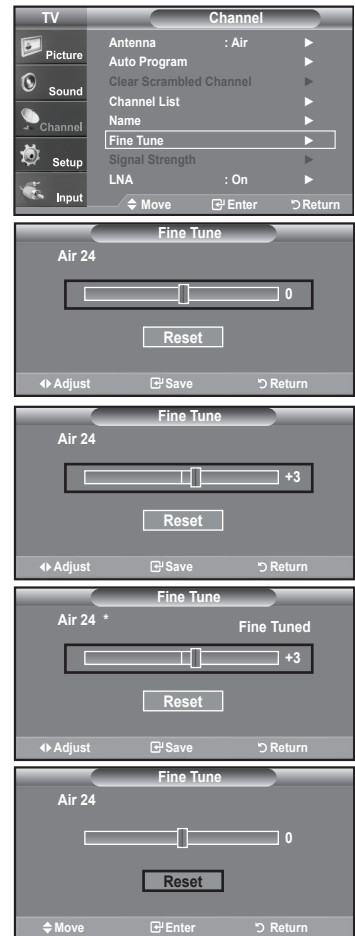 TV Channel
Picture
Sound
Channel
Setup
Input
Antenna : Air ►
Auto Program ►
Clear Scrambled Channel ►
Channel List ►
Name ►
Fine Tune ►
Signal Strength ►
LNA : On ►
Move Enter Return
Fine Tune
Air 24
0
Reset
Adjust Save Return
Fine Tune
Air 24
+3
Reset
Adjust Save Return
Fine Tune
Air 24 * Fine Tuned
+3
Reset
Adjust Save Return
Fine Tune
Air 24
0
Reset
Move Enter Return